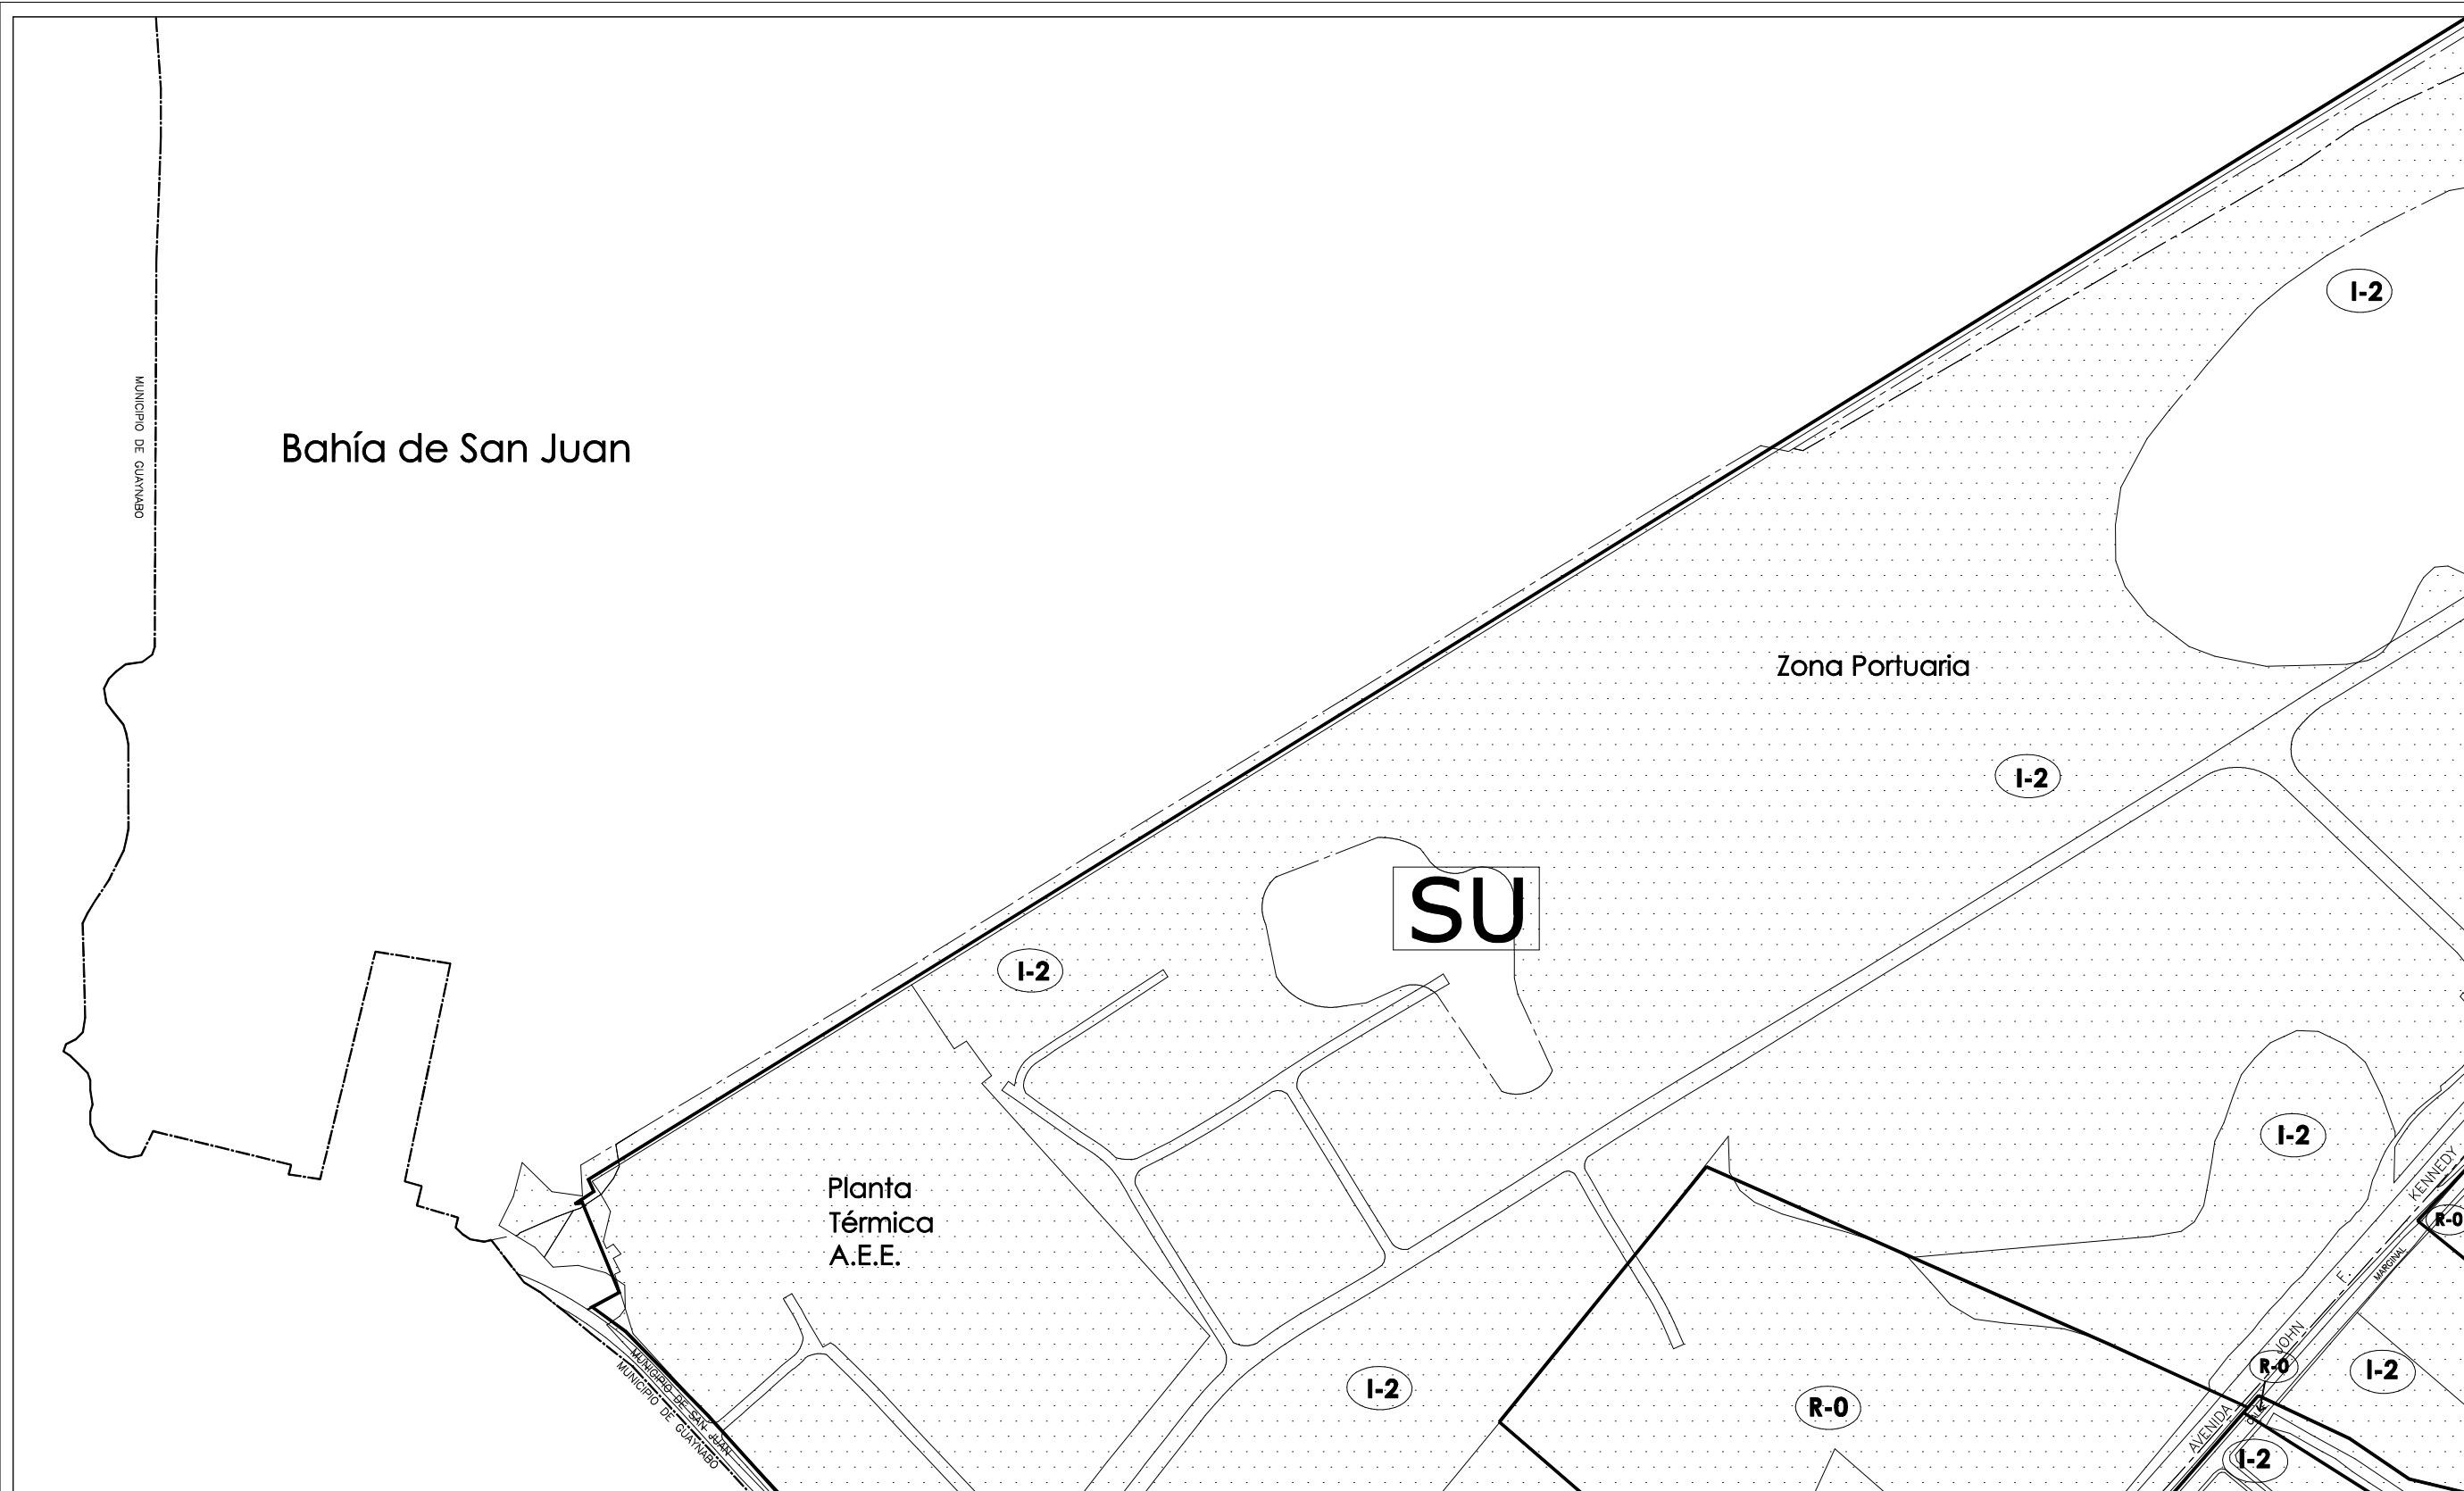 I-2
MUNICIPIO DE GUAYNABO
Bahía de San Juan
Zona Portuaria
I-2
SU
I-2
I-2
KENNEDY
Planta
Térmica
A.E.E.
R-0
MARGINAL
F.
JOHN
R-0
I-2
MUNICIPIO DE SAN JUAN
MUNICIPIO DE GUAYNABO
I-2
R-0
AVENIDA
I-2